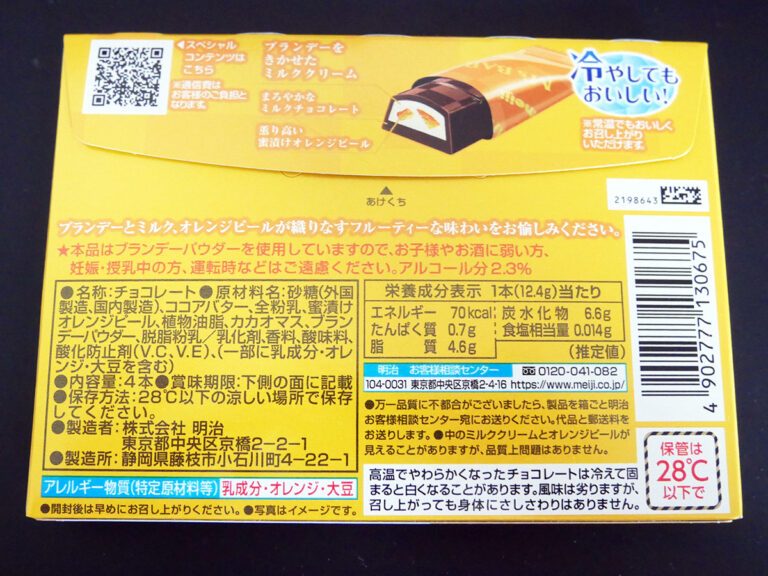 ◀スペシャル
コンテンツは
こちら
※通信費は
お客様のご負担と
なります。
ブランデーを
きかせた
ミルククリーム
まろやかな
ミルクチョコレート
薫り高い
蜜漬けオレンジピール
meiji
BAR
冷やしても
おいしい!
※常温でもおいしく
お召し上がり
いただけます。
▲
あけくち
2198643
ブランデーとミルク、オレンジピールが織りなすフルーティーな味わいをお愉しみください。
★本品はブランデーパウダーを使用していますので、お子様やお酒に弱い方、
妊娠・授乳中の方、運転時などはご遠慮ください。アルコール分2.3%
●名称:チョコレート●原材料名:砂糖(外国
製造、国内製造)、ココアバター、全粉乳、蜜漬け
オレンジピール、植物油脂、カカオマス、ブラン
デーパウダー、脱脂粉乳/乳化剤、香料、酸味料、
酸化防止剤(V.C、V.E)、(一部に乳成分・オレ
ンジ・大豆を含む)
●内容量:4本●賞味期限:下側の面に記載
●保存方法:28℃以下の涼しい場所で保存
してください。
●製造者:株式会社 明治
東京都中央区京橋2-2-1
●製造所:静岡県藤枝市小石川町4-22-1
アレルギー物質(特定原材料等) 乳成分・オレンジ・大豆
●開封後は早めにお召し上がりください。●写真はイメージです。
栄養成分表示 1本(12.4g)当たり
エネルギー 70kcal 炭水化物 6.6g
たんぱく質 0.7g 食塩相当量 0.014g
脂質 4.6g (推定値)
明治 お客様相談センター 0120-041-082
104-0031 東京都中央区京橋2-4-16 https://www.meiji.co.jp/
●万一品質に不都合がございましたら、製品を箱ごと明治
お客様相談センター宛にお送りください。代品と郵送料を
お送りします。●中のミルククリームとオレンジピールが
見えることがありますが、品質上問題はありません。
高温でやわらかくなったチョコレートは冷えて固
まると白くなることがあります。風味は劣りますが、
召し上がっても身体にさしさわりはありません。
保管は
28℃
以下で
4 902777 130675